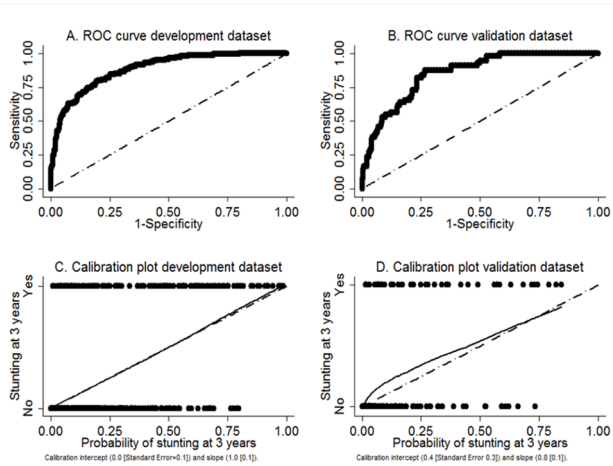 A. ROC curve development dataset
Sensitivity
0.00 0.25 0.50 0.75 1.00
0.00 0.25 0.50 0.75 1.00
1-Specificity
B. ROC curve validation dataset
Sensitivity
0.00 0.25 0.50 0.75 1.00
0.00 0.25 0.50 0.75 1.00
1-Specificity
C. Calibration plot development dataset
Stunting at 3 years
No Yes
0.00 0.25 0.50 0.75 1.00
Probability of stunting at 3 years
Calibration intercept (0.0 [Standard Error=0.1]) and slope (1.0 [0.1]).
D. Calibration plot validation dataset
Stunting at 3 years
No Yes
0.00 0.25 0.50 0.75 1.00
Probability of stunting at 3 years
Calibration intercept (0.4 [Standard Error 0.3]) and slope (0.8 [0.1]).